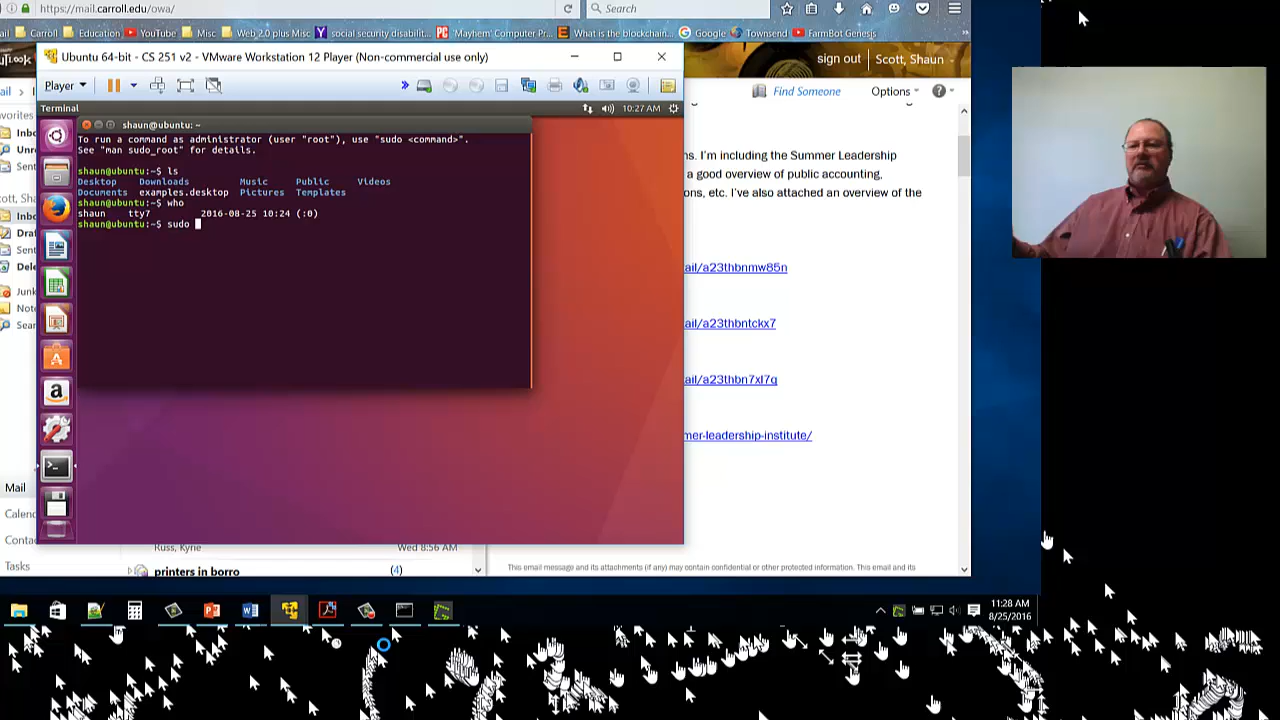 https://mail.carroll.edu/owa/
Search
Carroll Education YouTube Misc Web 2.0 plus Misc social security disabilit... 'Mayhem' Computer Pr... What is the blockchain... Google Townsend FarmBot Genesis
sign out Scott, Shaun
Find Someone Options
Ubuntu 64-bit - CS 251 v2 - VMware Workstation 12 Player (Non-commercial use only)
Player
Terminal 10:27 AM
shaun@ubuntu: ~
To run a command as administrator (user "root"), use "sudo <command>".
See "man sudo_root" for details.
shaun@ubuntu:~$ ls
Desktop Downloads Music Public Videos
Documents examples.desktop Pictures Templates
shaun@ubuntu:~$ who
shaun tty7 2016-08-25 10:24 (:0)
shaun@ubuntu:~$ sudo
ns. I'm including the Summer Leadership
a good overview of public accounting,
ons, etc. I've also attached an overview of the
ail/a23thbnmw85n
ail/a23thbntckx7
ail/a23thbn7xl7q
mer-leadership-institute/
Mail
Calen
Conta
Tasks
Russ, Kyrie Wed 8:56 AM
printers in borro (4)
This email message and its attachments (if any) may contain confidential or other protected information. This email and its
11:28 AM
8/25/2016